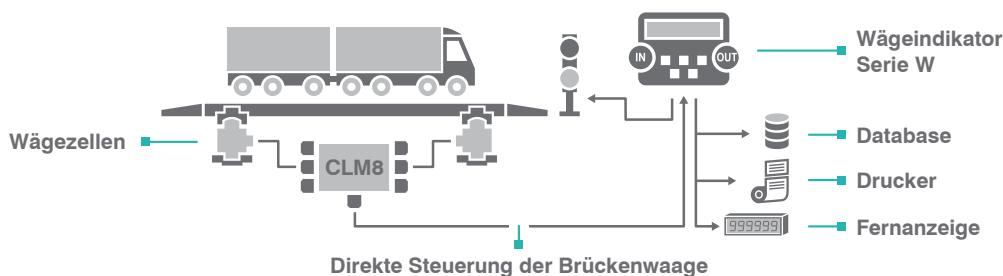 IN
OUT
Wägeindikator
Serie W
Wägezellen
CLM8
Database
Drucker
999999
Fernanzeige
Direkte Steuerung der Brückenwaage